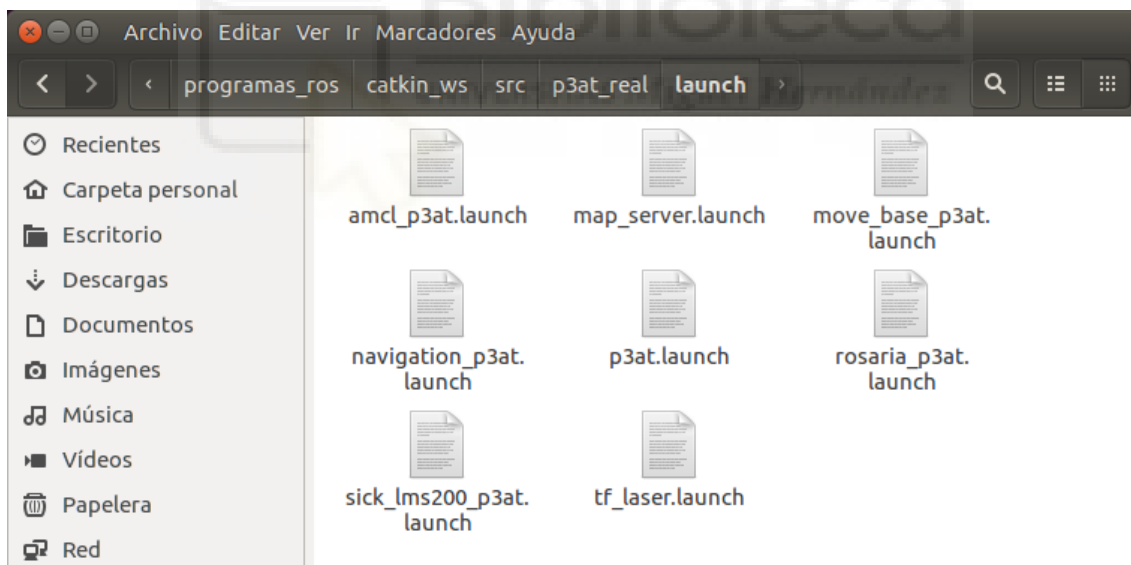 Biblioteca
Archivo Editar Ver Ir Marcadores Ayuda
programas_ros catkin_ws src p3at_real launch
Hernández
Recientes
Carpeta personal
Escritorio
Descargas
Documentos
Imágenes
Música
Vídeos
Papelera
Red
amcl_p3at.launch
map_server.launch
move_base_p3at.
launch
navigation_p3at.
launch
p3at.launch
rosaria_p3at.
launch
sick_lms200_p3at.
launch
tf_laser.launch